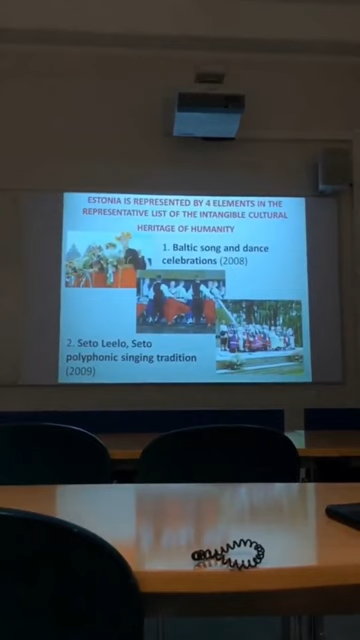 ESTONIA IS REPRESENTED BY 4 ELEMENTS IN THE
REPRESENTATIVE LIST OF THE INTANGIBLE CULTURAL
HERITAGE OF HUMANITY
1. Baltic song and dance
celebrations (2008)
2. Seto Leelo, Seto
polyphonic singing tradition
(2009)